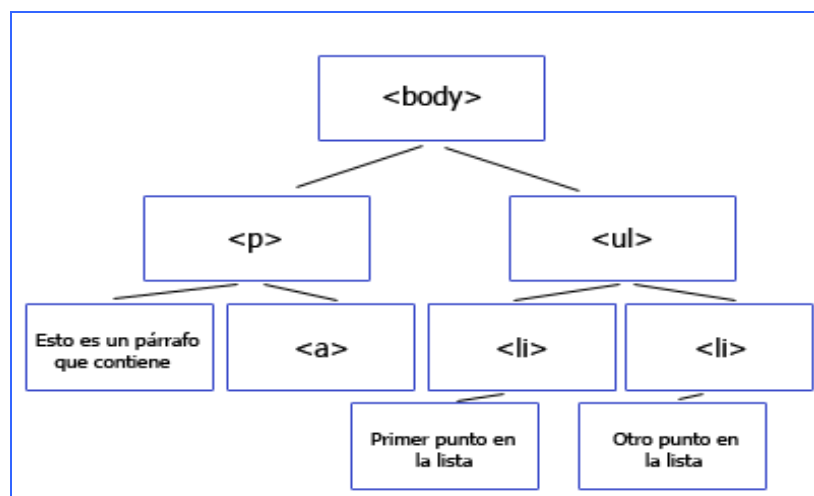 <body>
<p>
<ul>
Esto es un párrafo
que contiene
<a>
<li>
<li>
Primer punto en
la lista
Otro punto en
la lista